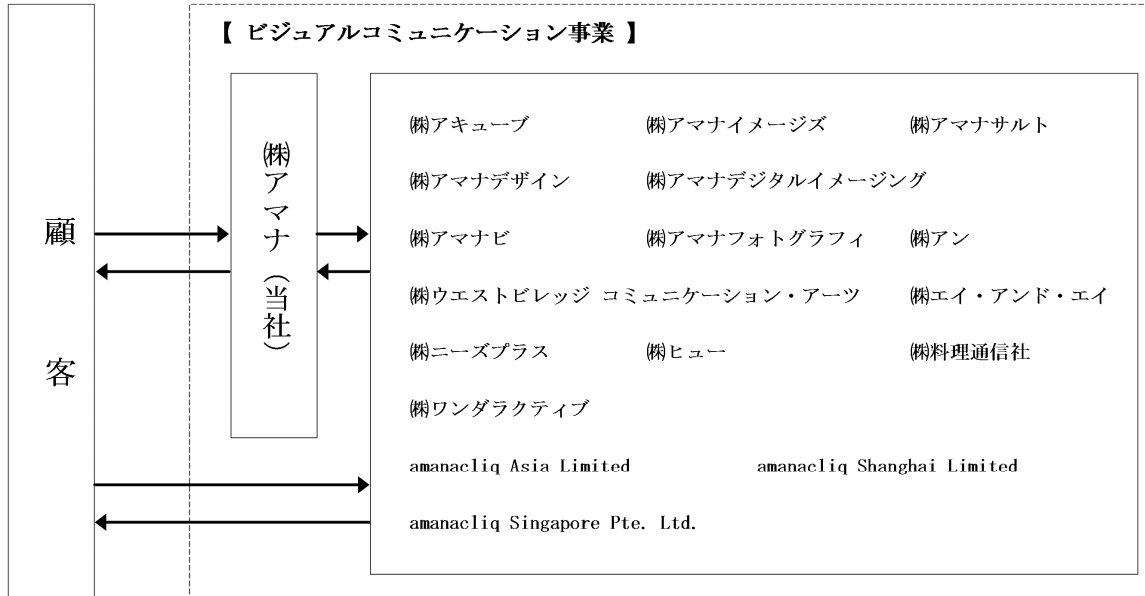 【 ビジュアルコミュニケーション事業 】
顧客
㈱アマナ（当社）
㈱アキューブ ㈱アマナイメージズ ㈱アマナサルト
㈱アマナデザイン ㈱アマナデジタルイメージング
㈱アマナビ ㈱アマナフォトグラフィ ㈱アン
㈱ウエストビレッジ コミュニケーション・アーツ ㈱エイ・アンド・エイ
㈱ニーズプラス ㈱ヒュー ㈱料理通信社
㈱ワンダラクティブ
amanacliq Asia Limited amanacliq Shanghai Limited
amanacliq Singapore Pte. Ltd.